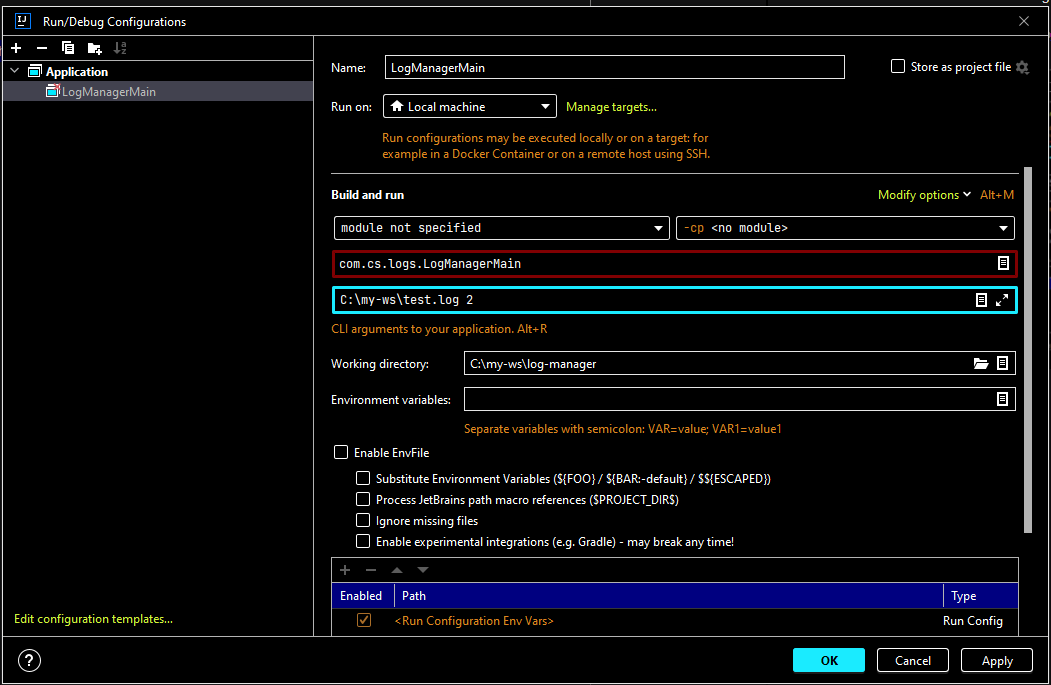 IJ Run/Debug Configurations
Application
LogManagerMain
Edit configuration templates...
Name: LogManagerMain Store as project file
Run on: Local machine Manage targets...
Run configurations may be executed locally or on a target: for
example in a Docker Container or on a remote host using SSH.
Build and run Modify options Alt+M
module not specified -cp <no module>
com.cs.logs.LogManagerMain
C:\my-ws\test.log 2
CLI arguments to your application. Alt+R
Working directory: C:\my-ws\log-manager
Environment variables:
Separate variables with semicolon: VAR=value; VAR1=value1
Enable EnvFile
Substitute Environment Variables (${FOO} / ${BAR:-default} / $${ESCAPED})
Process JetBrains path macro references ($PROJECT_DIR$)
Ignore missing files
Enable experimental integrations (e.g. Gradle) - may break any time!
Enabled Path Type
<Run Configuration Env Vars> Run Config
? OK Cancel Apply